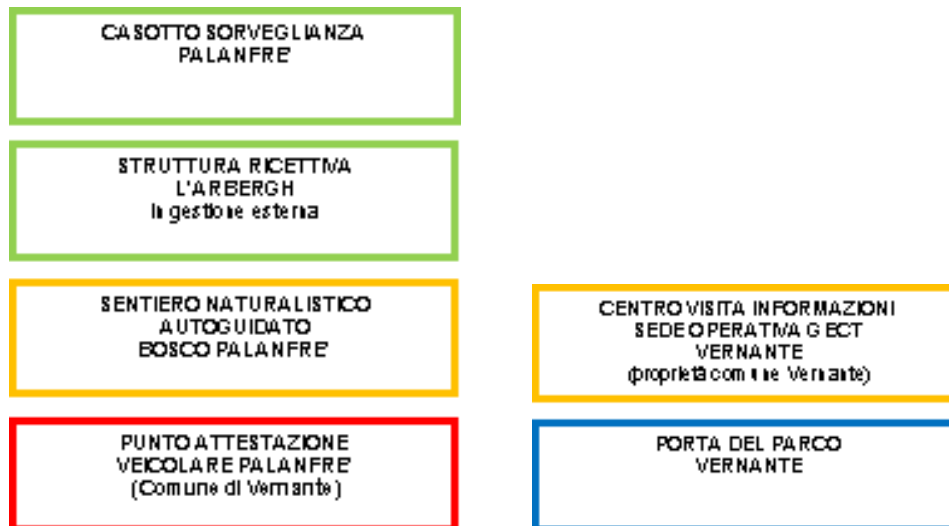 CASOTTO SORVEGLIANZA
PALANFRE'
STRUTTURA RICETTIVA
L'ARBERGH
In gestione esterna
SENTIERO NATURALISTICO
AUTOGUIDATO
BOSCO PALANFRE'
PUNTO ATTESTAZIONE
VEICOLARE PALANFRE'
(Comune di Vernante)
CENTRO VISITA INFORMAZIONI
SEDE OPERATIVA GECT
VERNANTE
(proprietà comune Vernante)
PORTA DEL PARCO
VERNANTE